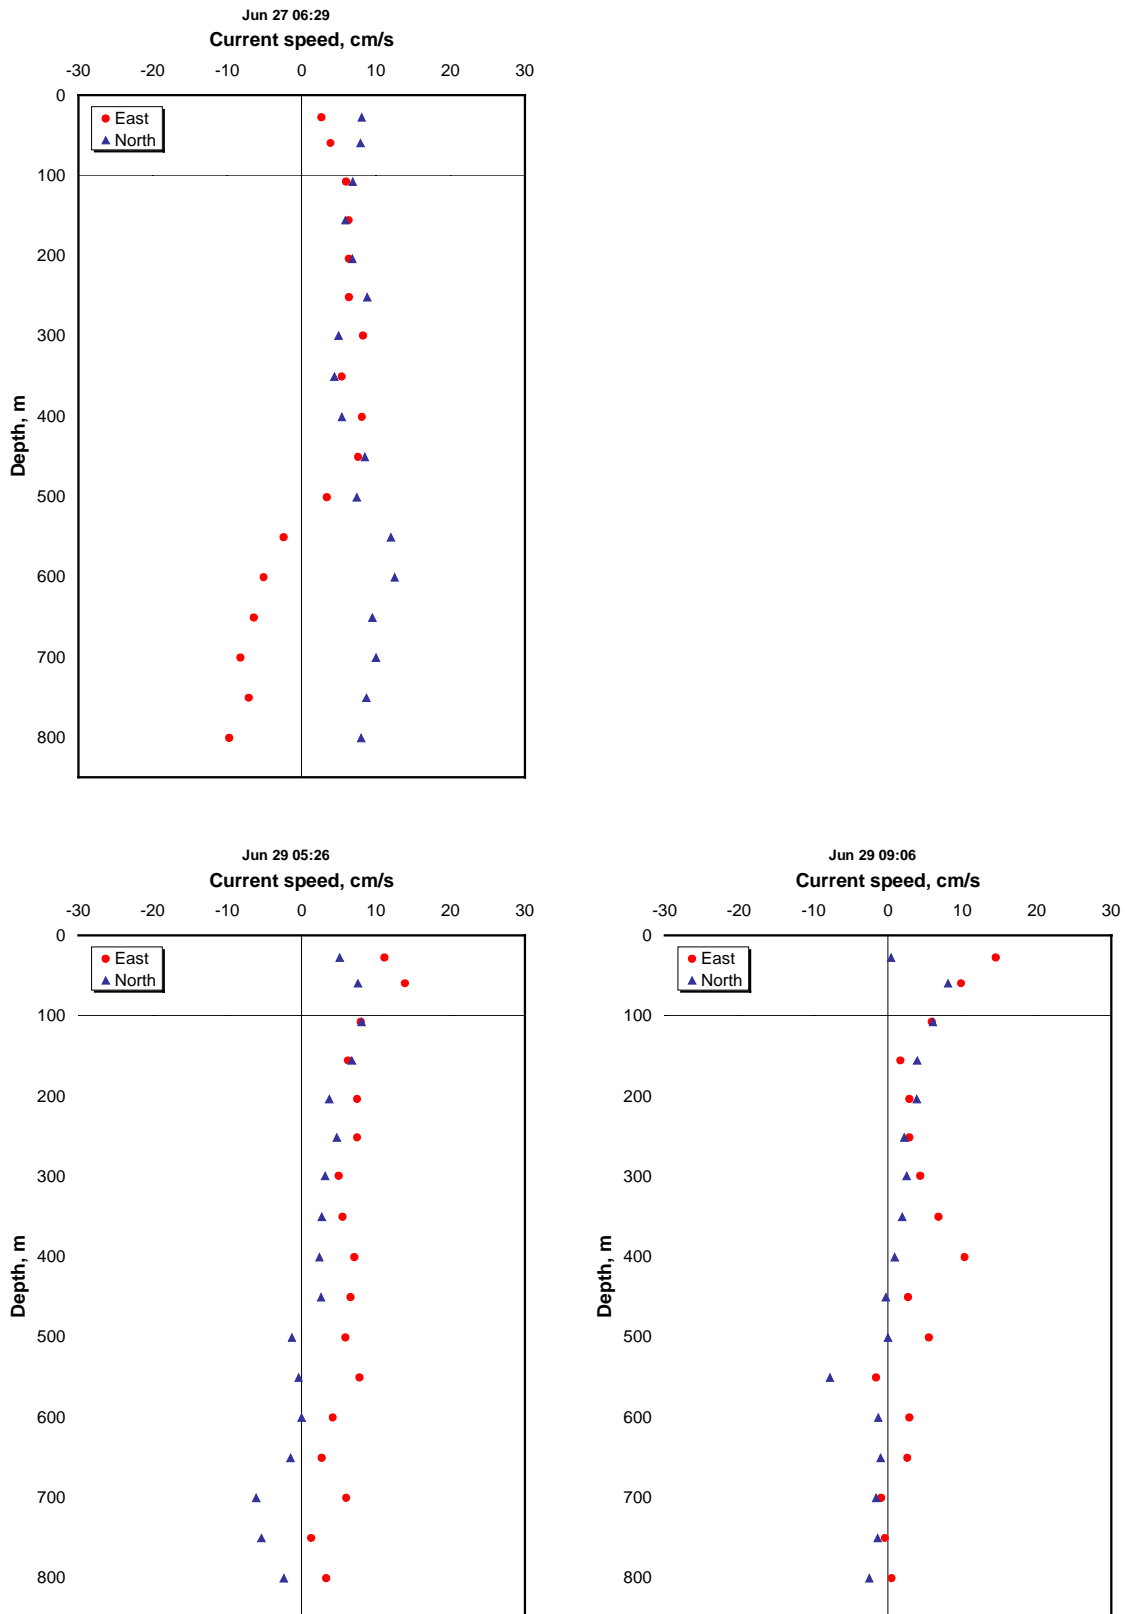 Jun 27 06:29
Current speed, cm/s
-30 -20 -10 0 10 20 30
0
East
North
100
200
300
400
500
600
700
800
Depth, m
Jun 29 05:26
Current speed, cm/s
-30 -20 -10 0 10 20 30
0
East
North
100
200
300
400
500
600
700
800
Depth, m
Jun 29 09:06
Current speed, cm/s
-30 -20 -10 0 10 20 30
0
East
North
100
200
300
400
500
600
700
800
Depth, m